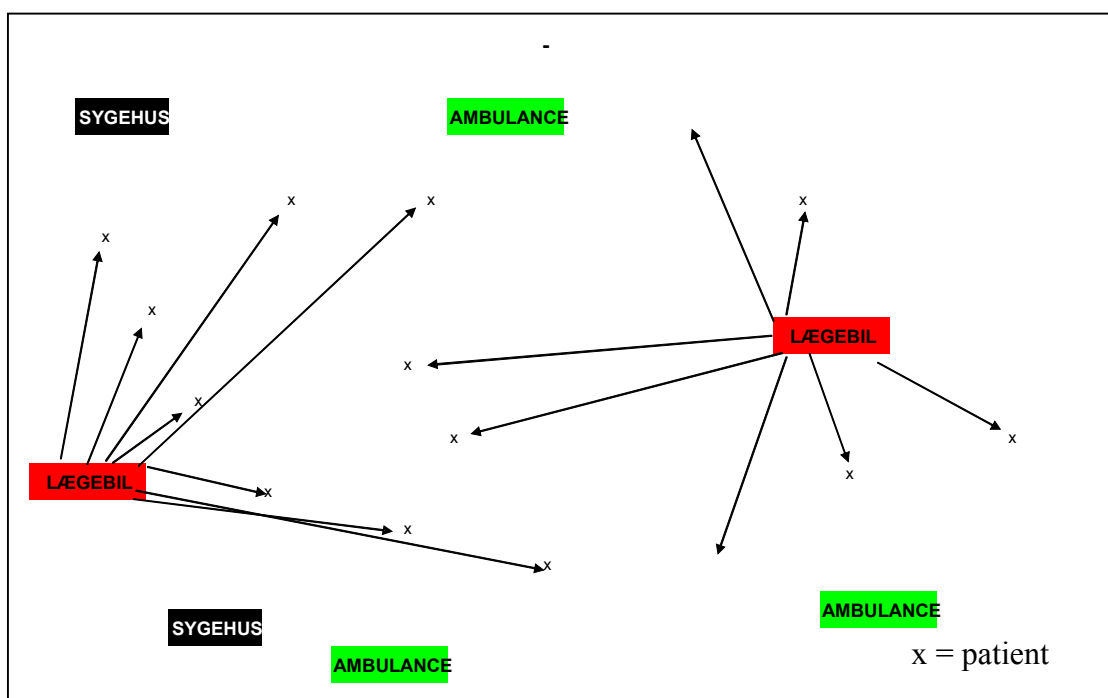 -
SYGEHUS
AMBULANCE
x
x
x
x
x
LÆGEBIL
x
x
x
x
x
LÆGEBIL
x
x
x
x
x
AMBULANCE
SYGEHUS
AMBULANCE
x = patient